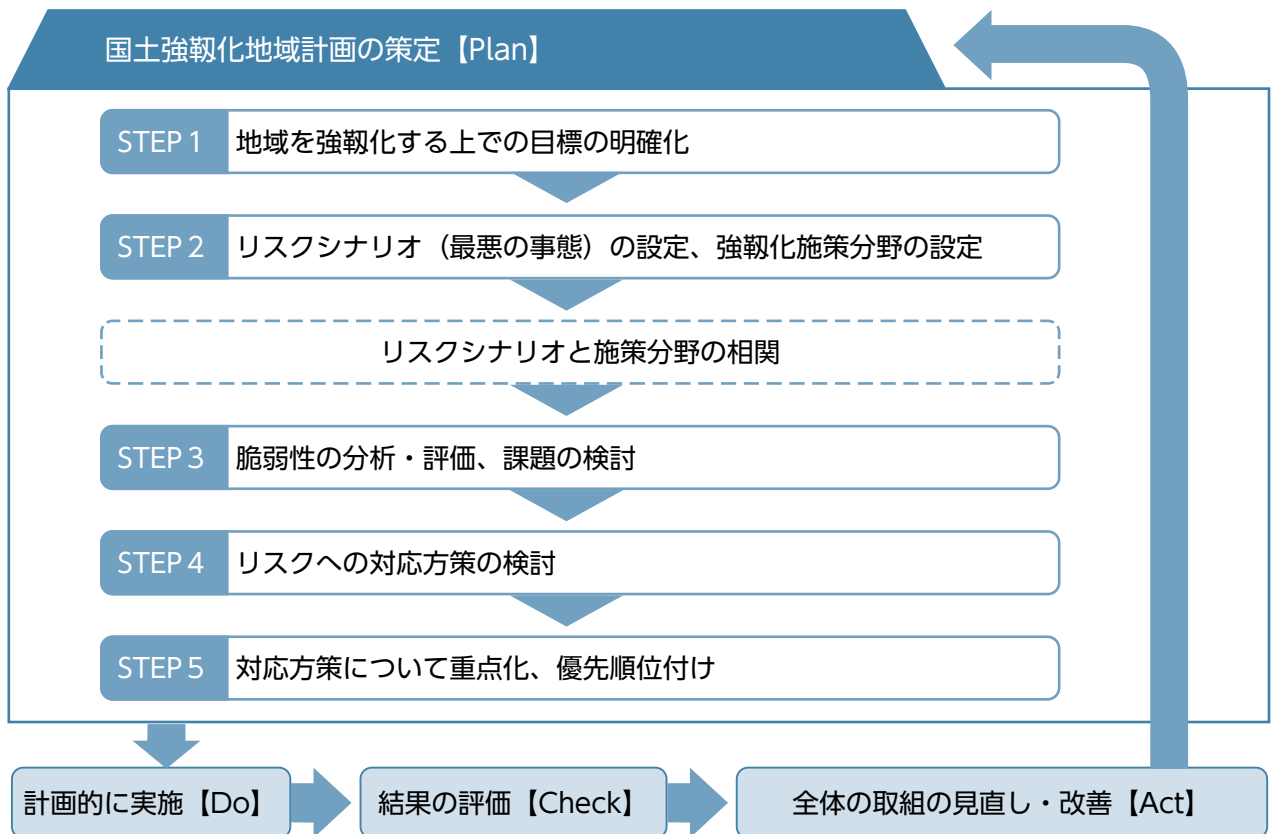 国土強靱化地域計画の策定【Plan】
STEP 1 地域を強靱化する上での目標の明確化
STEP 2 リスクシナリオ（最悪の事態）の設定、強靱化施策分野の設定
リスクシナリオと施策分野の相関
STEP 3 脆弱性の分析・評価、課題の検討
STEP 4 リスクへの対応方策の検討
STEP 5 対応方策について重点化、優先順位付け
計画的に実施【Do】
結果の評価【Check】
全体の取組の見直し・改善【Act】